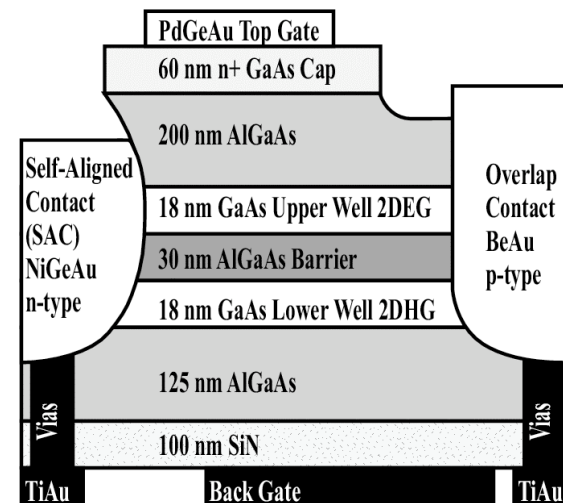 PdGeAu Top Gate
60 nm n+ GaAs Cap
200 nm AlGaAs
Self-Aligned
Contact
(SAC)
NiGeAu
n-type
18 nm GaAs Upper Well 2DEG
30 nm AlGaAs Barrier
18 nm GaAs Lower Well 2DHG
Overlap
Contact
BeAu
p-type
125 nm AlGaAs
100 nm SiN
Vias
Vias
TiAu
Back Gate
TiAu